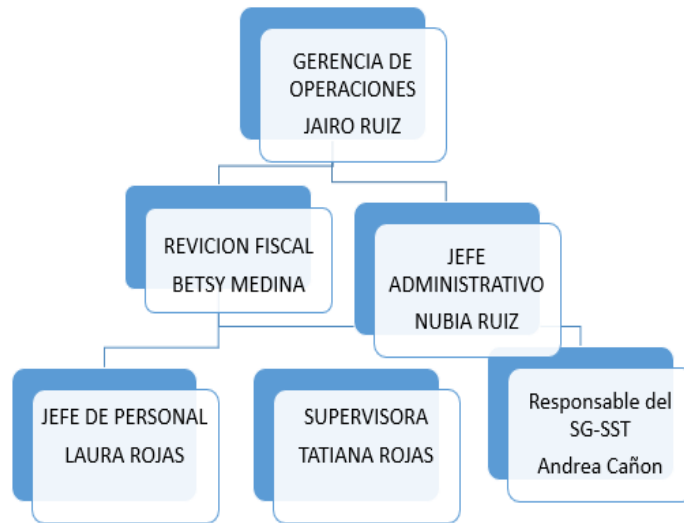 GERENCIA DE
OPERACIONES
JAIRO RUIZ
REVICION FISCAL
BETSY MEDINA
JEFE
ADMINISTRATIVO
NUBIA RUIZ
JEFE DE PERSONAL
LAURA ROJAS
SUPERVISORA
TATIANA ROJAS
Responsable del
SG-SST
Andrea Cañon